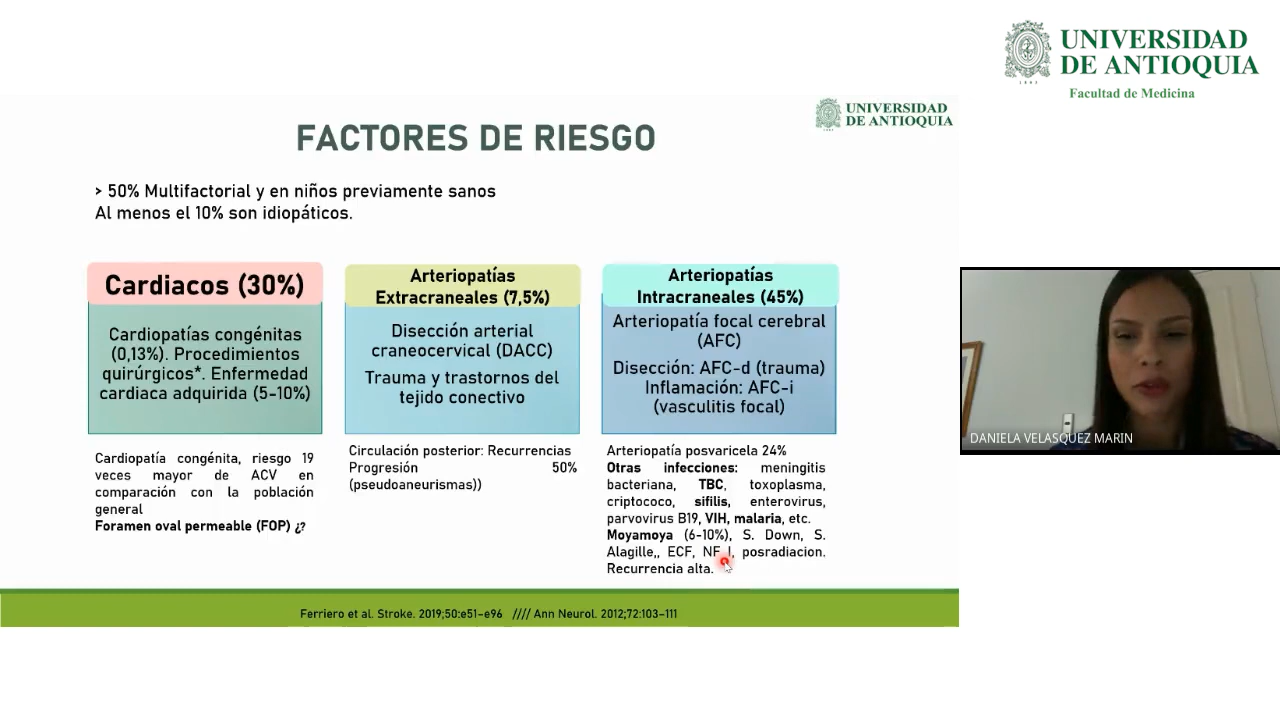 UNIVERSIDAD
DE ANTIOQUIA
Facultad de Medicina
UNIVERSIDAD
DE ANTIOQUIA
FACTORES DE RIESGO
> 50% Multifactorial y en niños previamente sanos
Al menos el 10% son idiopáticos.
Cardiacos (30%)
Cardiopatías congénitas
(0,13%). Procedimientos
quirúrgicos*. Enfermedad
cardiaca adquirida (5-10%)
Cardiopatía congénita, riesgo 19
veces mayor de ACV en
comparación con la población
general
Foramen oval permeable (FOP) ¿?
Arteriopatías
Extracraneales (7,5%)
Disección arterial
craneocervical (DACC)
Trauma y trastornos del
tejido conectivo
Circulación posterior: Recurrencias
Progresión 50%
(pseudoaneurismas))
Arteriopatías
Intracraneales (45%)
Arteriopatía focal cerebral
(AFC)
Disección: AFC-d (trauma)
Inflamación: AFC-i
(vasculitis focal)
Arteriopatía posvaricela 24%
Otras infecciones: meningitis
bacteriana, TBC, toxoplasma,
criptococo, sífilis, enterovirus,
parvovirus B19, VIH, malaria, etc.
Moyamoya (6-10%), S. Down, S.
Alagille,, ECF, NF I, posradiacion.
Recurrencia alta.
Ferriero et al. Stroke. 2019;50:e51–e96 //// Ann Neurol. 2012;72:103–111
DANIELA VELASQUEZ MARIN